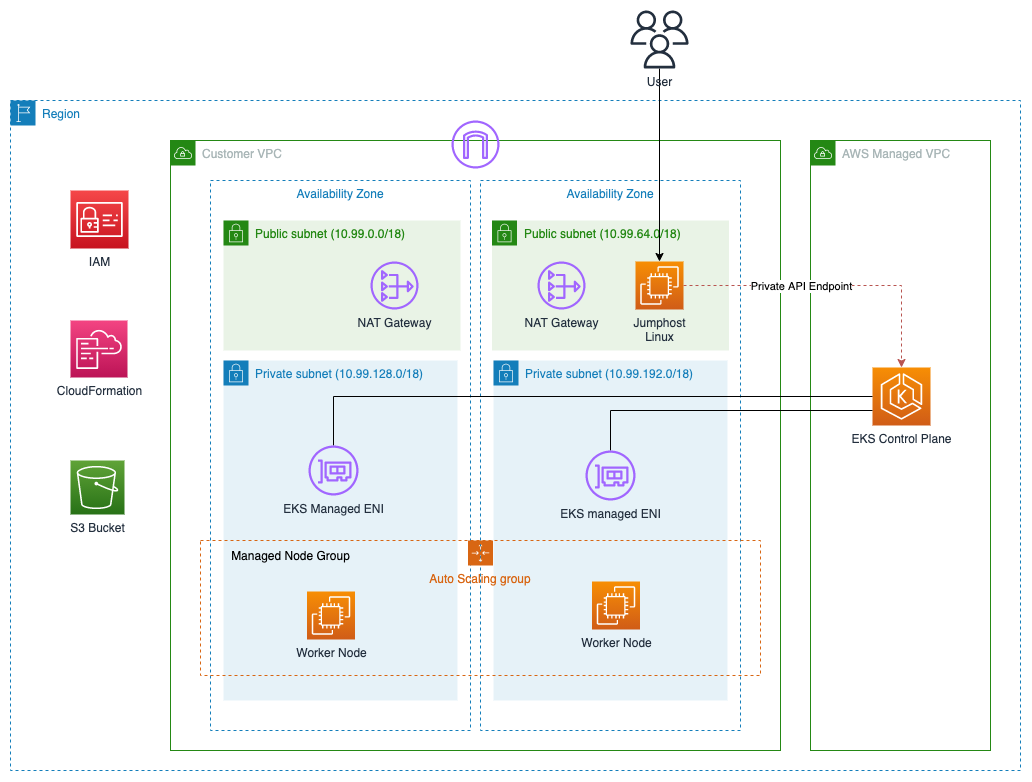 User
Region
Customer VPC
AWS Managed VPC
Availability Zone
Availability Zone
Public subnet (10.99.0.0/18)
Public subnet (10.99.64.0/18)
IAM
NAT Gateway
NAT Gateway
Jumphost
Linux
Private API Endpoint
Private subnet (10.99.128.0/18)
Private subnet (10.99.192.0/18)
CloudFormation
K
EKS Control Plane
EKS Managed ENI
EKS managed ENI
S3 Bucket
Managed Node Group
Auto Scaling group
Worker Node
Worker Node